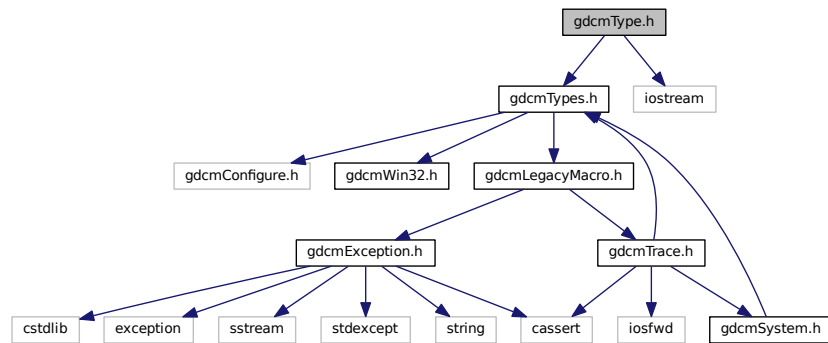 gdcmType.h
gdcmTypes.h
iostream
gdcmConfigure.h
gdcmWin32.h
gdcmLegacyMacro.h
gdcmException.h
gdcmTrace.h
cstdlib
exception
sstream
stdexcept
string
cassert
iosfwd
gdcmSystem.h